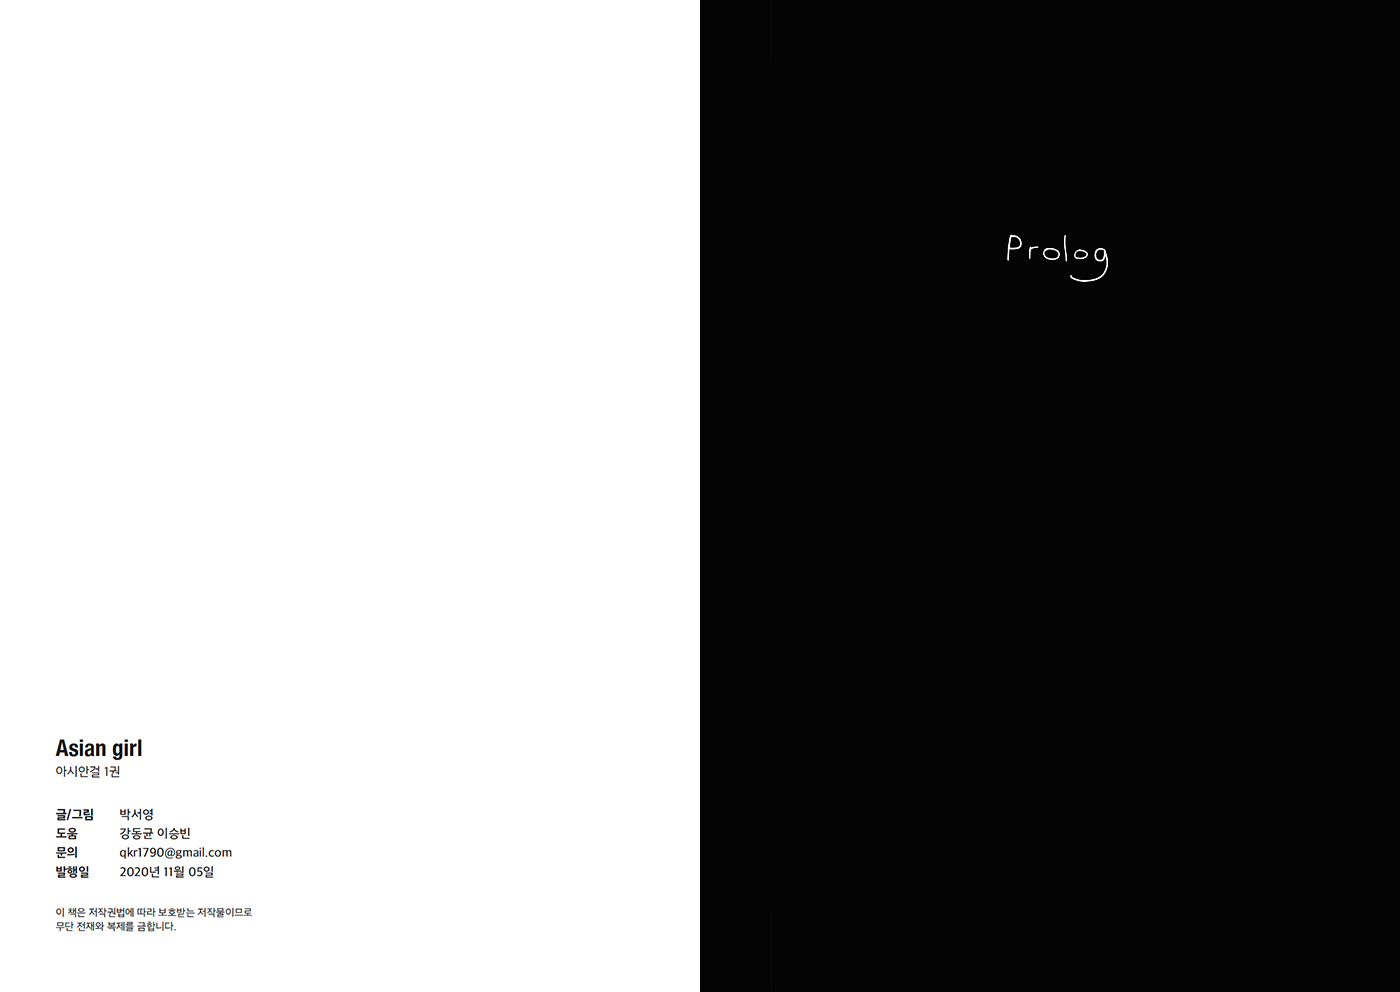 Asian girl
아시안걸 1권
글/그림 박서영
도움 강동균 이승빈
문의 qkr1790@gmail.com
발행일 2020년 11월 05일
이 책은 저작권법에 따라 보호받는 저작물이므로
무단 전재와 복제를 금합니다.
Prolog